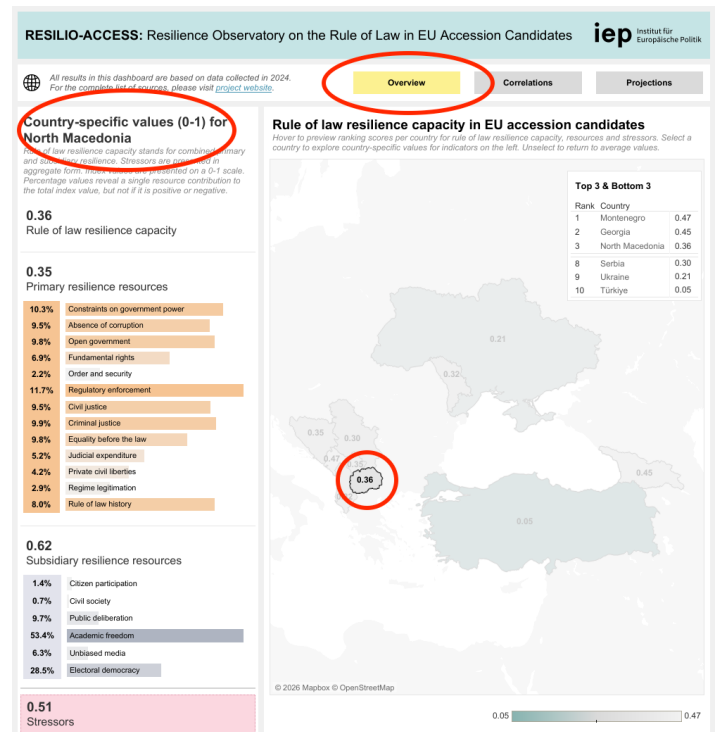 RESILIO-ACCESS: Resilience Observatory on the Rule of Law in EU Accession Candidates
iep Institut für
Europäische Politik
All results in this dashboard are based on data collected in 2024.
For the complete list of sources, please visit project website.
Overview
Correlations
Projections
Country-specific values (0-1) for
North Macedonia
Rule of law resilience capacity stands for combined primary
and subsidiary resilience. Stressors are presented in
aggregate form. Index values are presented on a 0-1 scale.
Percentage values reveal a single resource contribution to
the total index value, but not if it is positive or negative.
0.36
Rule of law resilience capacity
0.35
Primary resilience resources
10.3% Constraints on government power
9.5% Absence of corruption
9.8% Open government
6.9% Fundamental rights
2.2% Order and security
11.7% Regulatory enforcement
9.5% Civil justice
9.9% Criminal justice
9.8% Equality before the law
5.2% Judicial expenditure
4.2% Private civil liberties
2.9% Regime legitimation
8.0% Rule of law history
0.62
Subsidiary resilience resources
1.4% Citizen participation
0.7% Civil society
9.7% Public deliberation
53.4% Academic freedom
6.3% Unbiased media
28.5% Electoral democracy
0.51
Stressors
Rule of law resilience capacity in EU accession candidates
Hover to preview ranking scores per country for rule of law resilience capacity, resources and stressors. Select a
country to explore country-specific values for indicators on the left. Unselect to return to average values.
Top 3 & Bottom 3
Rank Country
1 Montenegro 0.47
2 Georgia 0.45
3 North Macedonia 0.36
8 Serbia 0.30
9 Ukraine 0.21
10 Türkiye 0.05
0.21
0.32
0.35
0.30
0.47
0.35
0.36
0.45
0.05
© 2026 Mapbox © OpenStreetMap
0.05
0.47